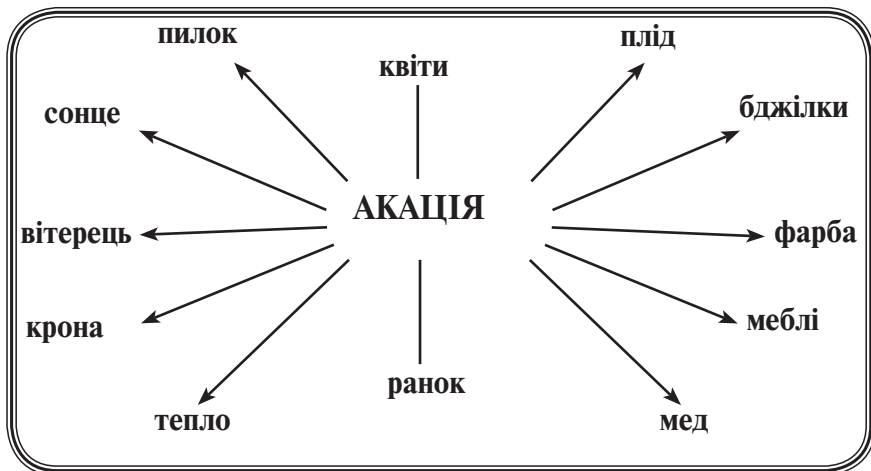 пилок
плід
квіти
сонце
бджілки
АКАЦІЯ
вітерець
фарба
крона
меблі
ранок
тепло
мед